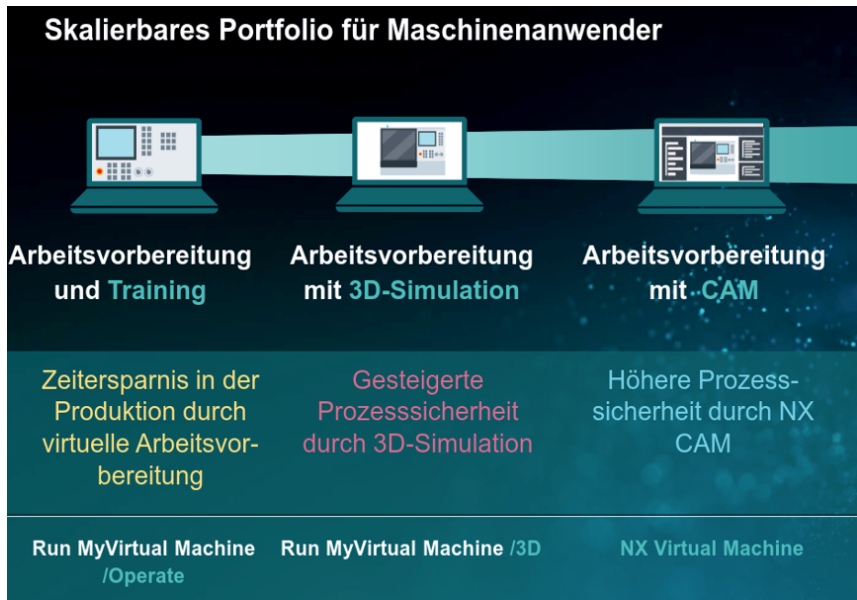 Skalierbares Portfolio für Maschinenanwender
Arbeitsvorbereitung
und Training
Arbeitsvorbereitung
mit 3D-Simulation
Arbeitsvorbereitung
mit CAM
Zeitersparnis in der
Produktion durch
virtuelle Arbeitsvor-
bereitung
Gesteigerte
Prozesssicherheit
durch 3D-Simulation
Höhere Prozess-
sicherheit durch NX
CAM
Run MyVirtual Machine
/Operate
Run MyVirtual Machine /3D
NX Virtual Machine